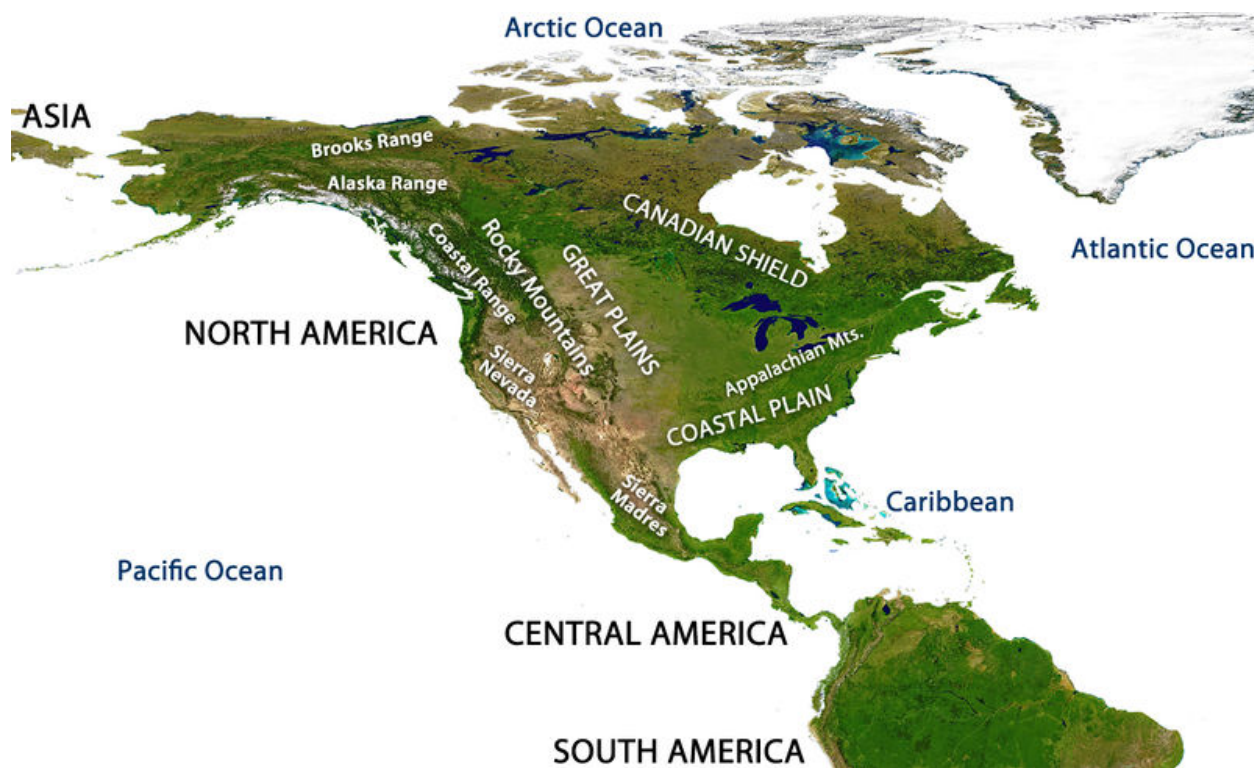 Arctic Ocean
ASIA
Brooks Range
Alaska Range
CANADIAN SHIELD
Rocky Mountains
Coastal Range
GREAT PLAINS
Atlantic Ocean
NORTH AMERICA
Sierra
Nevada
Appalachian Mts.
COASTAL PLAIN
Sierra
Madres
Caribbean
Pacific Ocean
CENTRAL AMERICA
SOUTH AMERICA